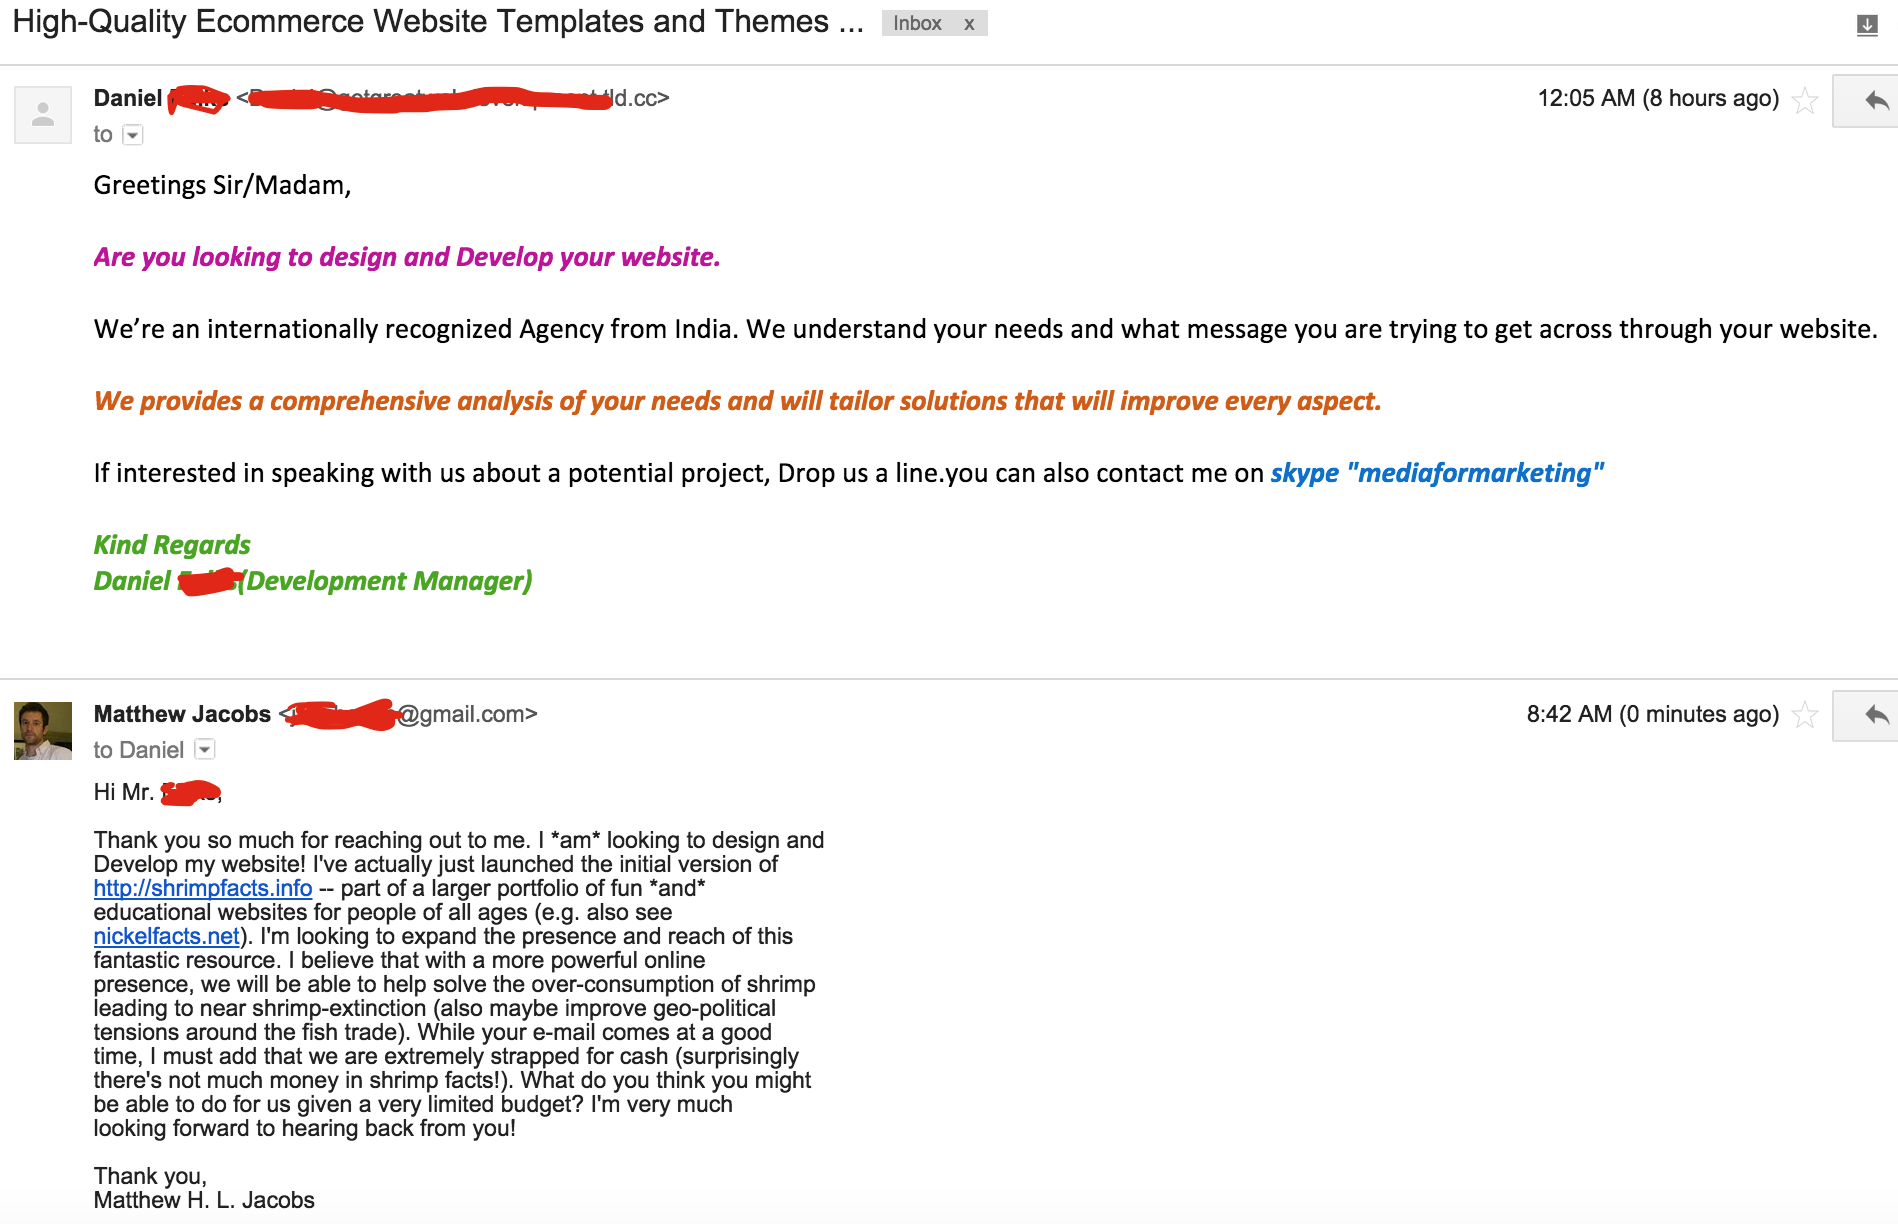 High-Quality Ecommerce Website Templates and Themes ... Inbox x
Daniel < ld.cc> 12:05 AM (8 hours ago)
to
Greetings Sir/Madam,
Are you looking to design and Develop your website.
We’re an internationally recognized Agency from India. We understand your needs and what message you are trying to get across through your website.
We provides a comprehensive analysis of your needs and will tailor solutions that will improve every aspect.
If interested in speaking with us about a potential project, Drop us a line.you can also contact me on skype "mediaformarketing"
Kind Regards
Daniel (Development Manager)
Matthew Jacobs < @gmail.com> 8:42 AM (0 minutes ago)
to Daniel
Hi Mr. ,
Thank you so much for reaching out to me. I *am* looking to design and
Develop my website! I've actually just launched the initial version of
http://shrimpfacts.info -- part of a larger portfolio of fun *and*
educational websites for people of all ages (e.g. also see
nickelfacts.net). I'm looking to expand the presence and reach of this
fantastic resource. I believe that with a more powerful online
presence, we will be able to help solve the over-consumption of shrimp
leading to near shrimp-extinction (also maybe improve geo-political
tensions around the fish trade). While your e-mail comes at a good
time, I must add that we are extremely strapped for cash (surprisingly
there's not much money in shrimp facts!). What do you think you might
be able to do for us given a very limited budget? I'm very much
looking forward to hearing back from you!
Thank you,
Matthew H. L. Jacobs